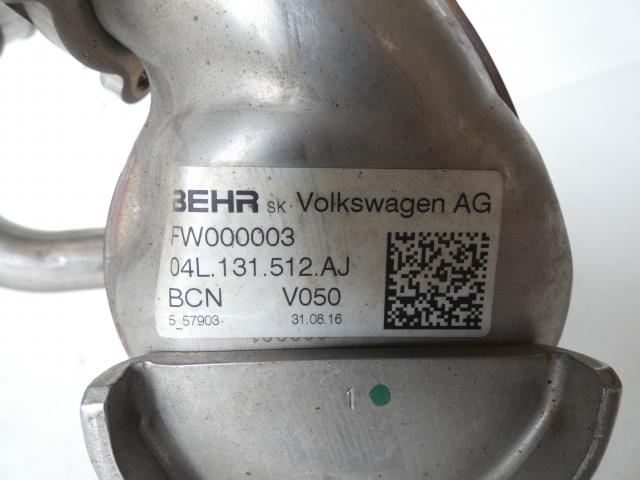 BEHR SK. Volkswagen AG
FW000003
04L.131.512.AJ
BCN V050
5_57903 31.08.16
1